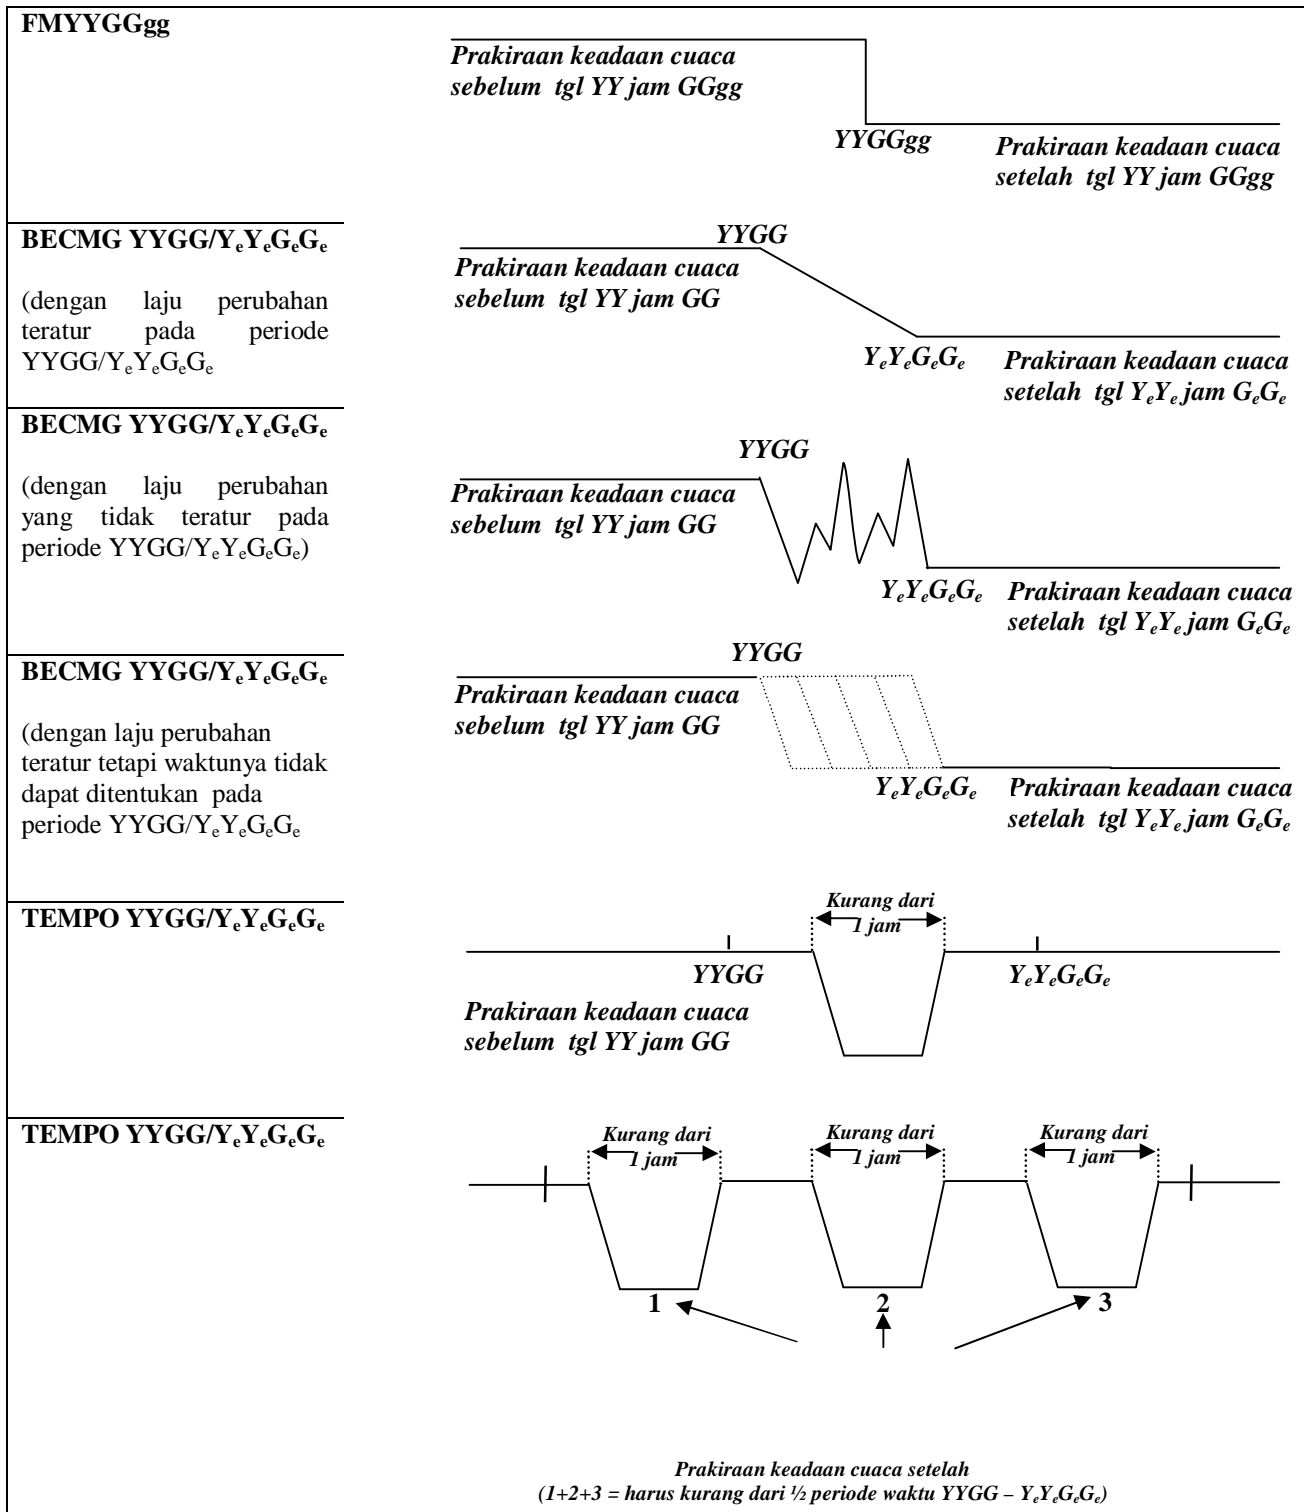 FMYYGGgg
Prakiraan keadaan cuaca
sebelum tgl YY jam GGgg
YYGGgg
Prakiraan keadaan cuaca
setelah tgl YY jam GGgg
BECMG YYGG/YₑYₑGₑGₑ
(dengan laju perubahan
teratur pada periode
YYGG/YₑYₑGₑGₑ
YYGG
Prakiraan keadaan cuaca
sebelum tgl YY jam GG
YₑYₑGₑGₑ
Prakiraan keadaan cuaca
setelah tgl YₑYₑ jam GₑGₑ
BECMG YYGG/YₑYₑGₑGₑ
(dengan laju perubahan
yang tidak teratur pada
periode YYGG/YₑYₑGₑGₑ)
YYGG
Prakiraan keadaan cuaca
sebelum tgl YY jam GG
YₑYₑGₑGₑ
Prakiraan keadaan cuaca
setelah tgl YₑYₑ jam GₑGₑ
BECMG YYGG/YₑYₑGₑGₑ
(dengan laju perubahan
teratur tetapi waktunya tidak
dapat ditentukan pada
periode YYGG/YₑYₑGₑGₑ
YYGG
Prakiraan keadaan cuaca
sebelum tgl YY jam GG
YₑYₑGₑGₑ
Prakiraan keadaan cuaca
setelah tgl YₑYₑ jam GₑGₑ
TEMPO YYGG/YₑYₑGₑGₑ
Kurang dari
1 jam
YYGG
YₑYₑGₑGₑ
Prakiraan keadaan cuaca
sebelum tgl YY jam GG
TEMPO YYGG/YₑYₑGₑGₑ
Kurang dari
1 jam
Kurang dari
1 jam
Kurang dari
1 jam
1
2
3
Prakiraan keadaan cuaca setelah
(1+2+3 = harus kurang dari ½ periode waktu YYGG – YₑYₑGₑGₑ)